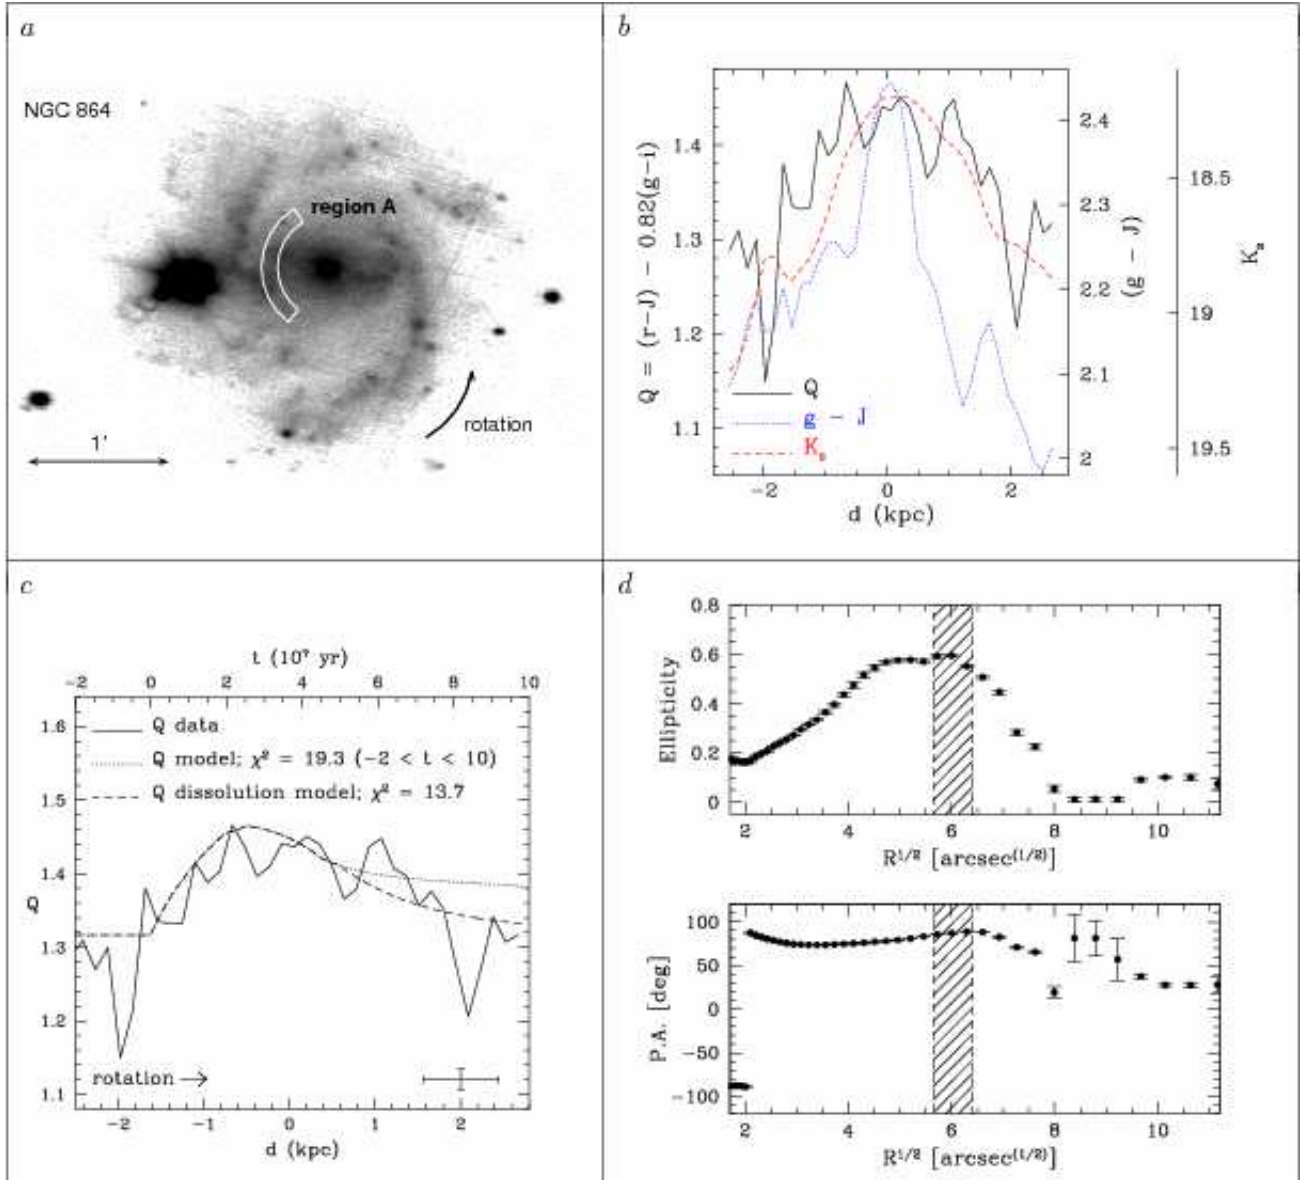 a
NGC 864
region A
rotation
1'
b
Q = (r-J) - 0.82(g-i)
1.4
1.3
1.2
1.1
Q
g - J
K_s
-2 0 2
d (kpc)
2.4
2.3
2.2
2.1
2
(g - J)
18.5
19
19.5
K_s
c
t (10⁷ yr)
-2 0 2 4 6 8 10
1.6
1.5
1.4
1.3
1.2
1.1
Q
Q data
Q model; χ² = 19.3 (-2 < t < 10)
Q dissolution model; χ² = 13.7
rotation →
-2 -1 0 1 2
d (kpc)
d
0.8
0.6
0.4
0.2
0
Ellipticity
2 4 6 8 10
R^{1/2} [arcsec^{(1/2)}]
100
50
0
-50
-100
P.A. [deg]
2 4 6 8 10
R^{1/2} [arcsec^{(1/2)}]